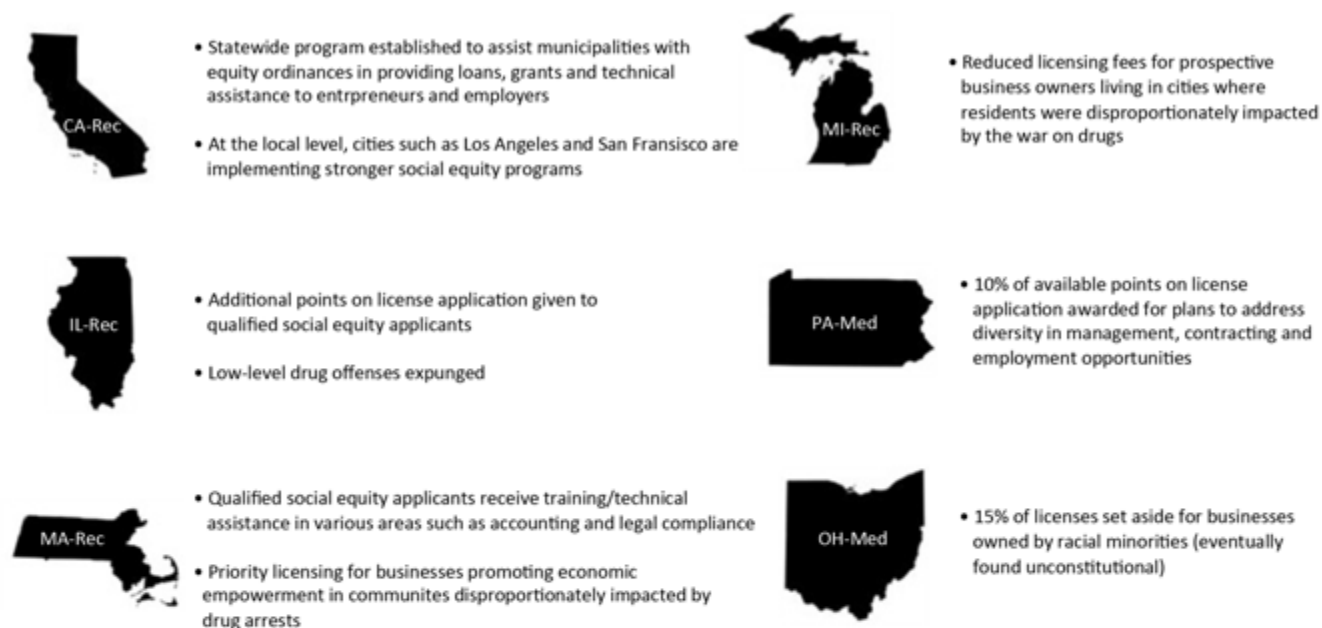 CA-Rec
• Statewide program established to assist municipalities with
equity ordinances in providing loans, grants and technical
assistance to entrpreneurs and employers
• At the local level, cities such as Los Angeles and San Fransisco are
implementing stronger social equity programs
MI-Rec
• Reduced licensing fees for prospective
business owners living in cities where
residents were disproportionately impacted
by the war on drugs
IL-Rec
• Additional points on license application given to
qualified social equity applicants
• Low-level drug offenses expunged
PA-Med
• 10% of available points on license
application awarded for plans to address
diversity in management, contracting and
employment opportunities
MA-Rec
• Qualified social equity applicants receive training/technical
assistance in various areas such as accounting and legal compliance
• Priority licensing for businesses promoting economic
empowerment in communites disproportionately impacted by
drug arrests
OH-Med
• 15% of licenses set aside for businesses
owned by racial minorities (eventually
found unconstitutional)